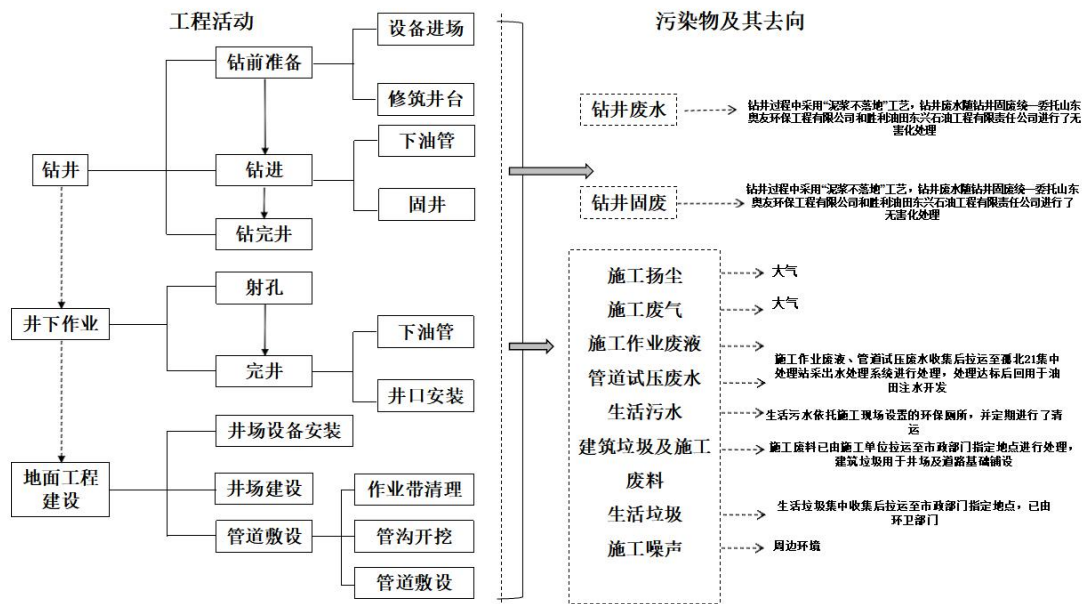 工程活动
污染物及其去向
钻井
钻前准备
设备进场
修筑井台
钻进
下油管
固井
钻完井
井下作业
射孔
完井
下油管
井口安装
地面工程
建设
井场设备安装
井场建设
管道敷设
作业带清理
管沟开挖
管道敷设
钻井废水
钻井过程中采用“泥浆不落地”工艺，钻井废水随钻井固废统一委托山东
奥友环保工程有限公司和胜利油田东兴石油工程有限责任公司进行了无
害化处理
钻井固废
钻井过程中采用“泥浆不落地”工艺，钻井废水随钻井固废统一委托山东
奥友环保工程有限公司和胜利油田东兴石油工程有限责任公司进行了
无害化处理
施工扬尘
大气
施工废气
大气
施工作业废液
管道试压废水
施工作业废液、管道试压废水收集后拉运至孤北21集中
处理站采出水处理系统进行处理，处理达标后回用于油
田注水开发
生活污水
生活污水依托施工现场设置的环保厕所，并定期进行了清
运
建筑垃圾及施工
废料
施工废料已由施工单位拉运至市政部门指定地点进行处理，
建筑垃圾用于井场及道路基础铺设
生活垃圾
生活垃圾集中收集后拉运至市政部门指定地点，已由
环卫部门
施工噪声
周边环境